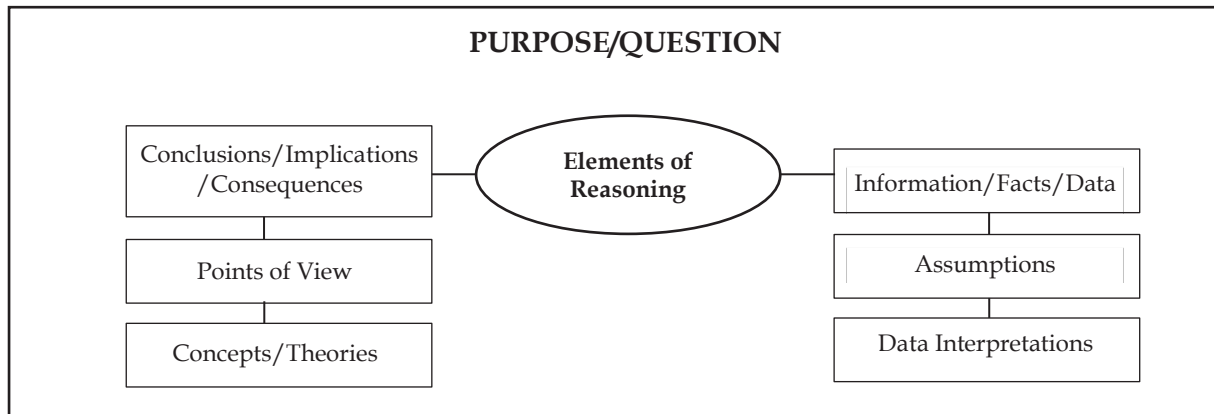 PURPOSE/QUESTION
Elements of
Reasoning
Conclusions/Implications
/Consequences
Points of View
Concepts/Theories
Information/Facts/Data
Assumptions
Data Interpretations